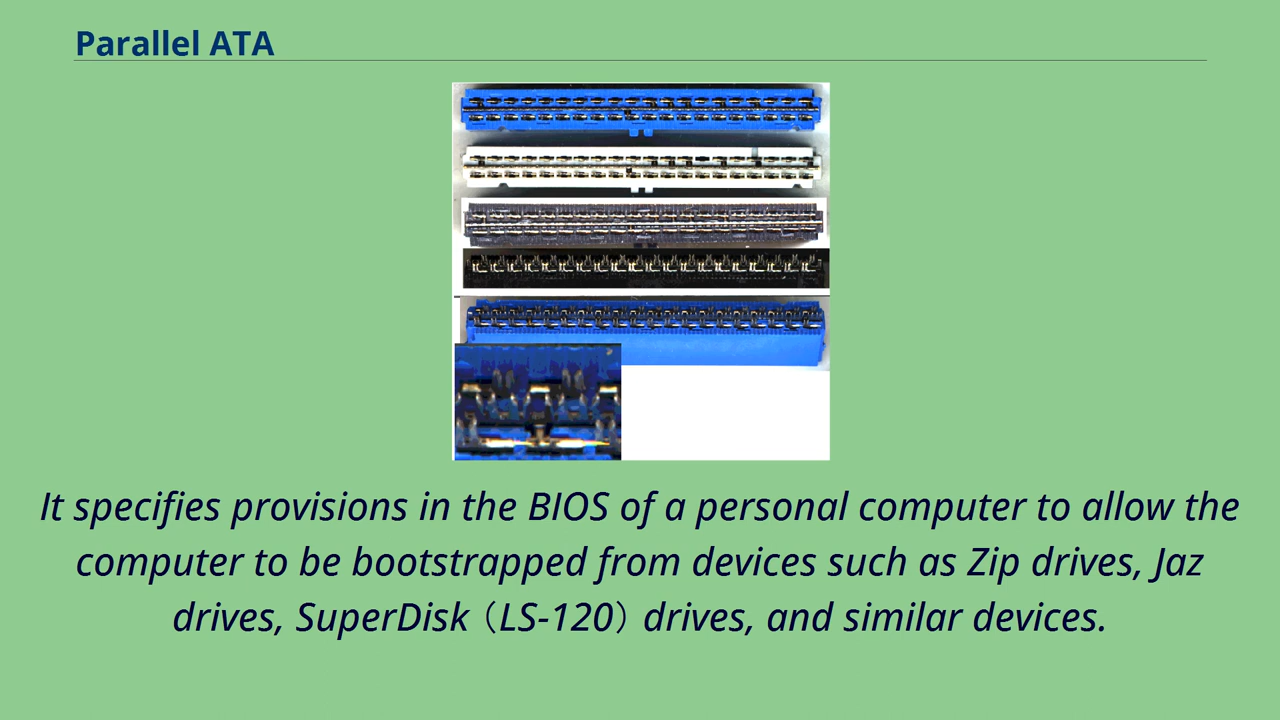 Parallel ATA
It specifies provisions in the BIOS of a personal computer to allow the
computer to be bootstrapped from devices such as Zip drives, Jaz
drives, SuperDisk（LS-120）drives, and similar devices.